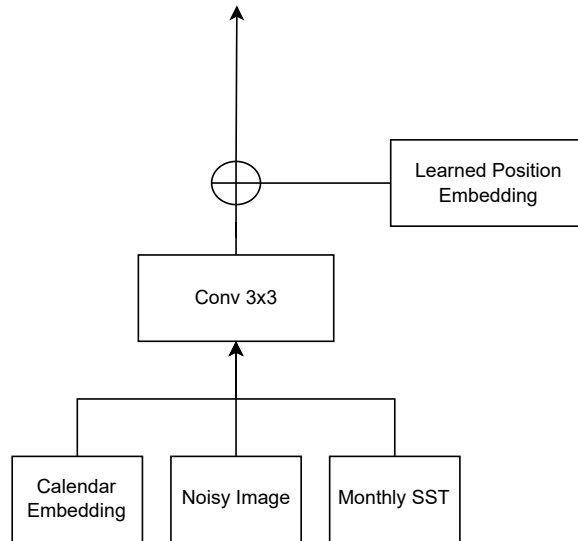 Learned Position
Embedding
Conv 3x3
Calendar
Embedding
Noisy Image
Monthly SST